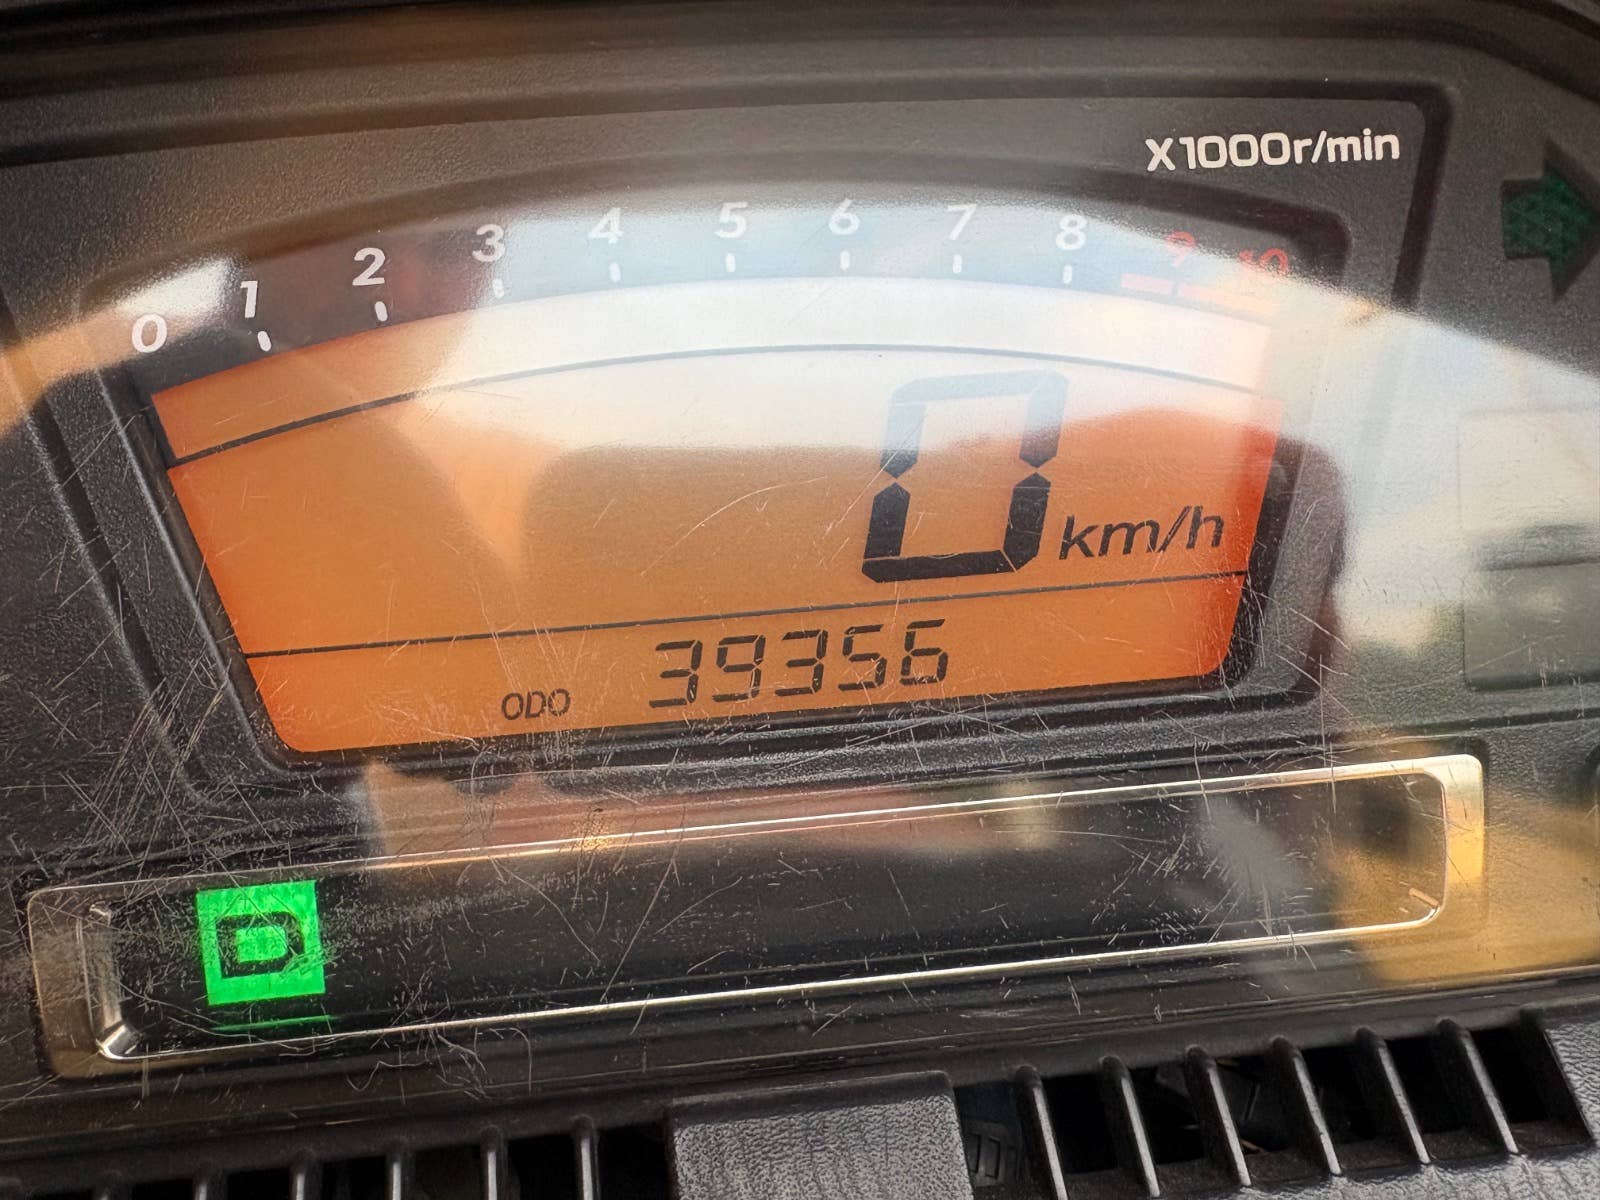 X1000r/min
0 1 2 3 4 5 6 7 8 9 10
0 km/h
ODO 39356
D